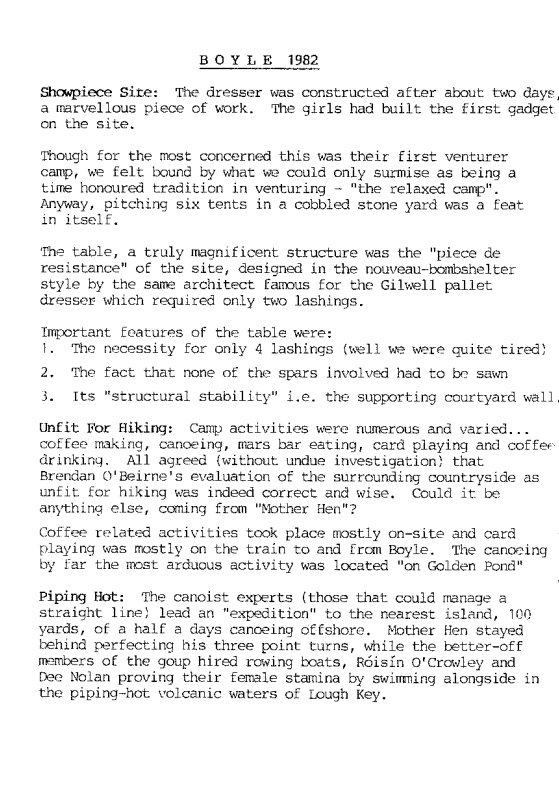 B O Y L E 1982
Showpiece Site: The dresser was constructed after about two days,
a marvellous piece of work. The girls had built the first gadget
on the site.
Though for the most concerned this was their first venturer
camp, we felt bound by what we could only surmise as being a
time honoured tradition in venturing - "the relaxed camp".
Anyway, pitching six tents in a cobbled stone yard was a feat
in itself.
The table, a truly magnificent structure was the "piece de
resistance" of the site, designed in the nouveau-bombshelter
style by the same architect famous for the Gilwell pallet
dresser which required only two lashings.
Important features of the table were:
1. The necessity for only 4 lashings (well we were quite tired)
2. The fact that none of the spars involved had to be sawn
3. Its "structural stability" i.e. the supporting courtyard wall.
Unfit For Hiking: Camp activities were numerous and varied...
coffee making, canoeing, mars bar eating, card playing and coffee
drinking. All agreed (without undue investigation) that
Brendan O'Beirne's evaluation of the surrounding countryside as
unfit for hiking was indeed correct and wise. Could it be
anything else, coming from "Mother Hen"?
Coffee related activities took place mostly on-site and card
playing was mostly on the train to and from Boyle. The canoeing
by far the most arduous activity was located "on Golden Pond"
Piping Hot: The canoist experts (those that could manage a
straight line) lead an "expedition" to the nearest island, 100
yards, of a half a days canoeing offshore. Mother Hen stayed
behind perfecting his three point turns, while the better-off
members of the goup hired rowing boats, Róisín O'Crowley and
Dee Nolan proving their female stamina by swimming alongside in
the piping-hot volcanic waters of Lough Key.